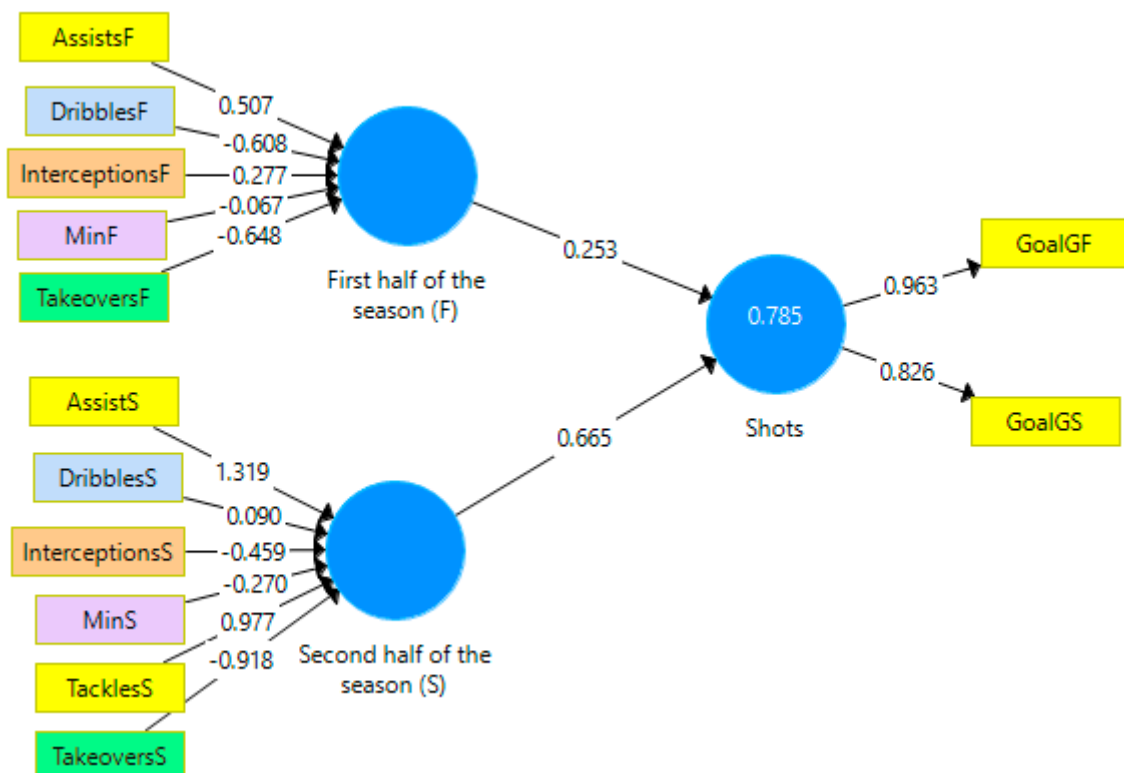 AssistsF
0.507
DribblesF
-0.608
InterceptionsF
0.277
MinF
-0.067
TakeoversF
-0.648
First half of the
season (F)
0.253
AssistS
1.319
DribblesS
0.090
InterceptionsS
-0.459
MinS
-0.270
TacklesS
0.977
TakeoversS
-0.918
Second half of the
season (S)
0.665
0.785
Shots
0.963
GoalGF
0.826
GoalGS